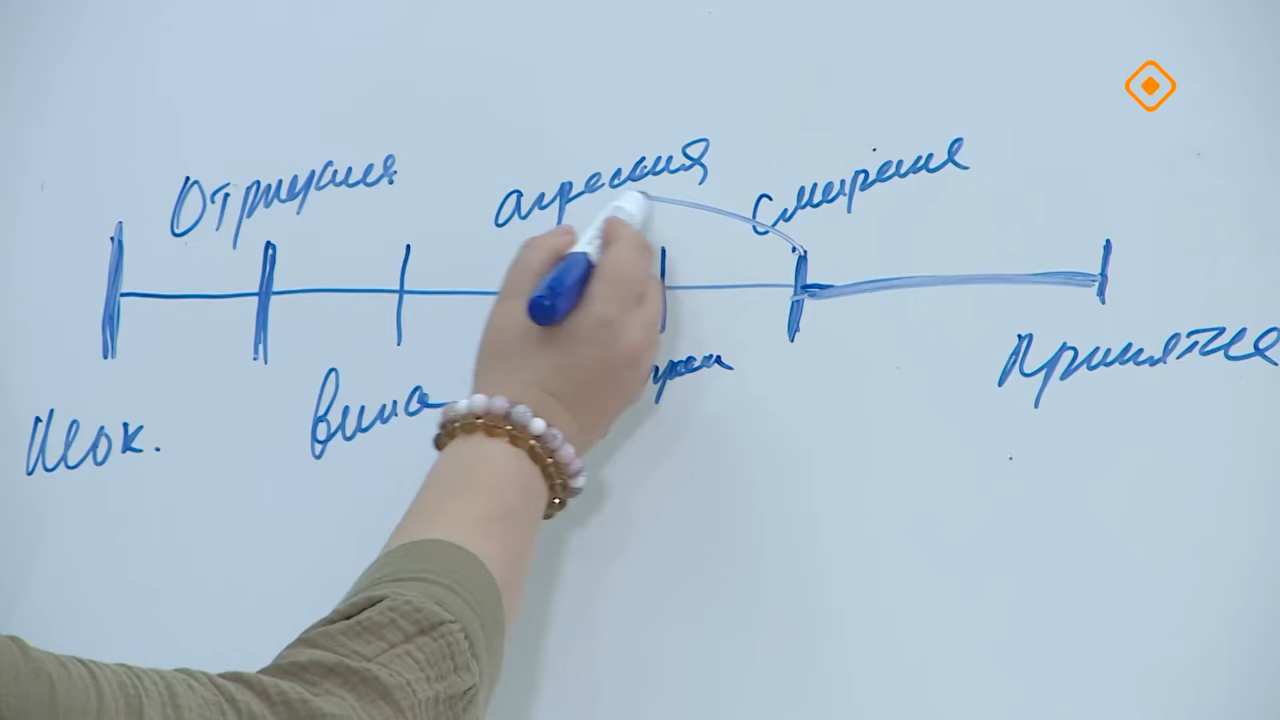 Отрицание
агрессия
Смирение
Шок.
Вина
Принятие